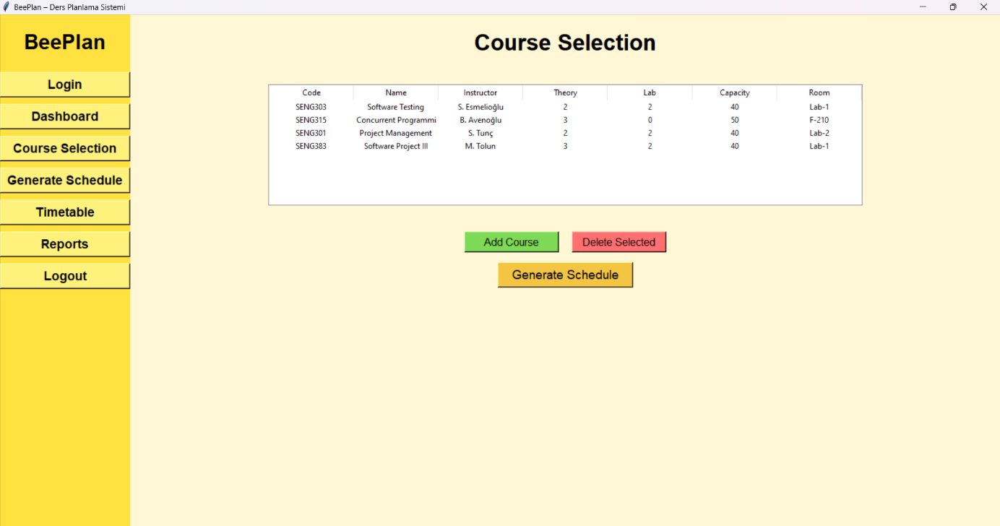 BeePlan – Ders Planlama Sistemi
BeePlan
Login
Dashboard
Course Selection
Generate Schedule
Timetable
Reports
Logout
Course Selection
Code Name Instructor Theory Lab Capacity Room
SENG303 Software Testing S. Esmelioğlu 2 2 40 Lab-1
SENG315 Concurrent Programmi B. Avenoğlu 3 0 50 F-210
SENG301 Project Management S. Tunç 2 2 40 Lab-2
SENG383 Software Project III M. Tolun 3 2 40 Lab-1
Add Course Delete Selected
Generate Schedule